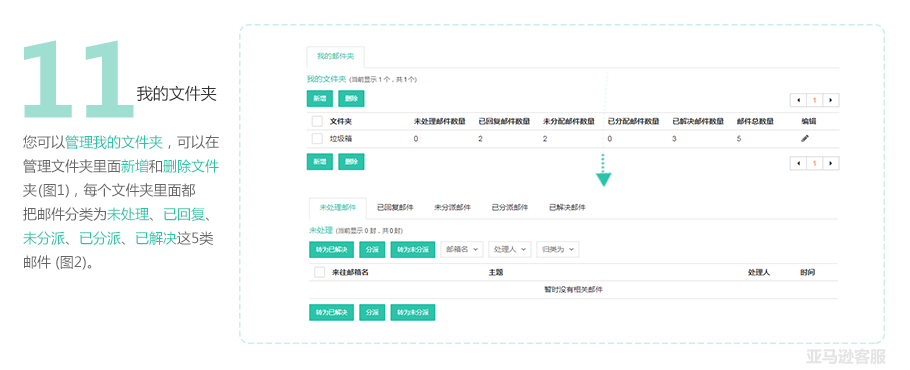 11 我的文件夹
您可以管理我的文件夹，可以在
管理文件夹里面新增和删除文件
夹(图1)，每个文件夹里面都
把邮件分类为未处理、已回复、
未分派、已分派、已解决这5类
邮件 (图2)。
我的邮件夹
我的文件夹 (当前显示 1 个，共 1 个)
新增 删除 1
文件夹 未处理邮件数量 已回复邮件数量 未分配邮件数量 已分配邮件数量 已解决邮件数量 邮件总数量 编辑
垃圾箱 0 2 2 0 3 5
新增 删除 1
未处理邮件 已回复邮件 未分派邮件 已分派邮件 已解决邮件
未处理 (当前显示 0 封，共 0 封)
转为已解决 分派 转为未分派 邮箱名 处理人 归类为
来往邮箱名 主题 处理人 时间
暂时没有相关邮件
转为已解决 分派 转为未分派
亚马逊客服